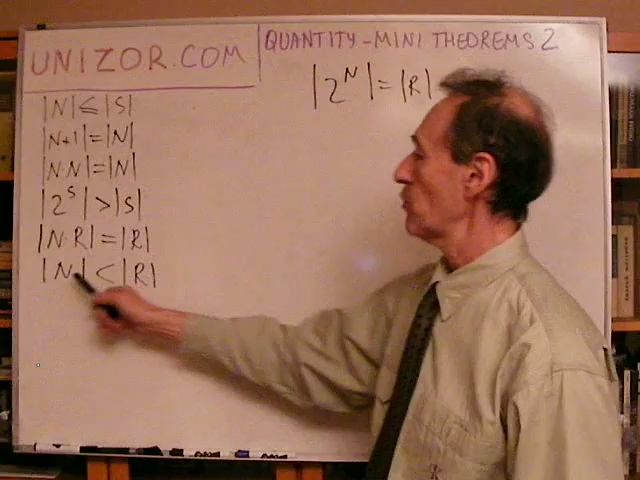 UNIZOR.COM
QUANTITY-MINI THEOREMS 2
|2^N| = |R|
|N| ≤ |S|
|N+1| = |N|
|N·N| = |N|
|2^S| > |S|
|N·R| = |R|
|N| < |R|